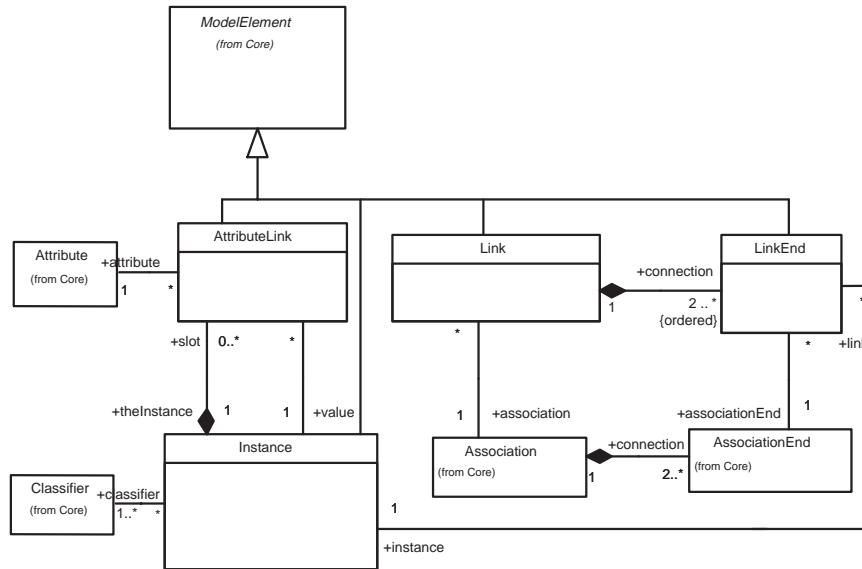 ModelElement
(from Core)
Attribute
(from Core)
+attribute
1
*
AttributeLink
Link
LinkEnd
+connection
1
2 .. *
{ordered}
*
+link
+slot
0..*
*
*
*
+theInstance
1
1
+value
1
+association
+associationEnd
1
Instance
Association
(from Core)
+connection
1
2..*
AssociationEnd
(from Core)
Classifier
(from Core)
+classifier
1..*
*
1
+instance